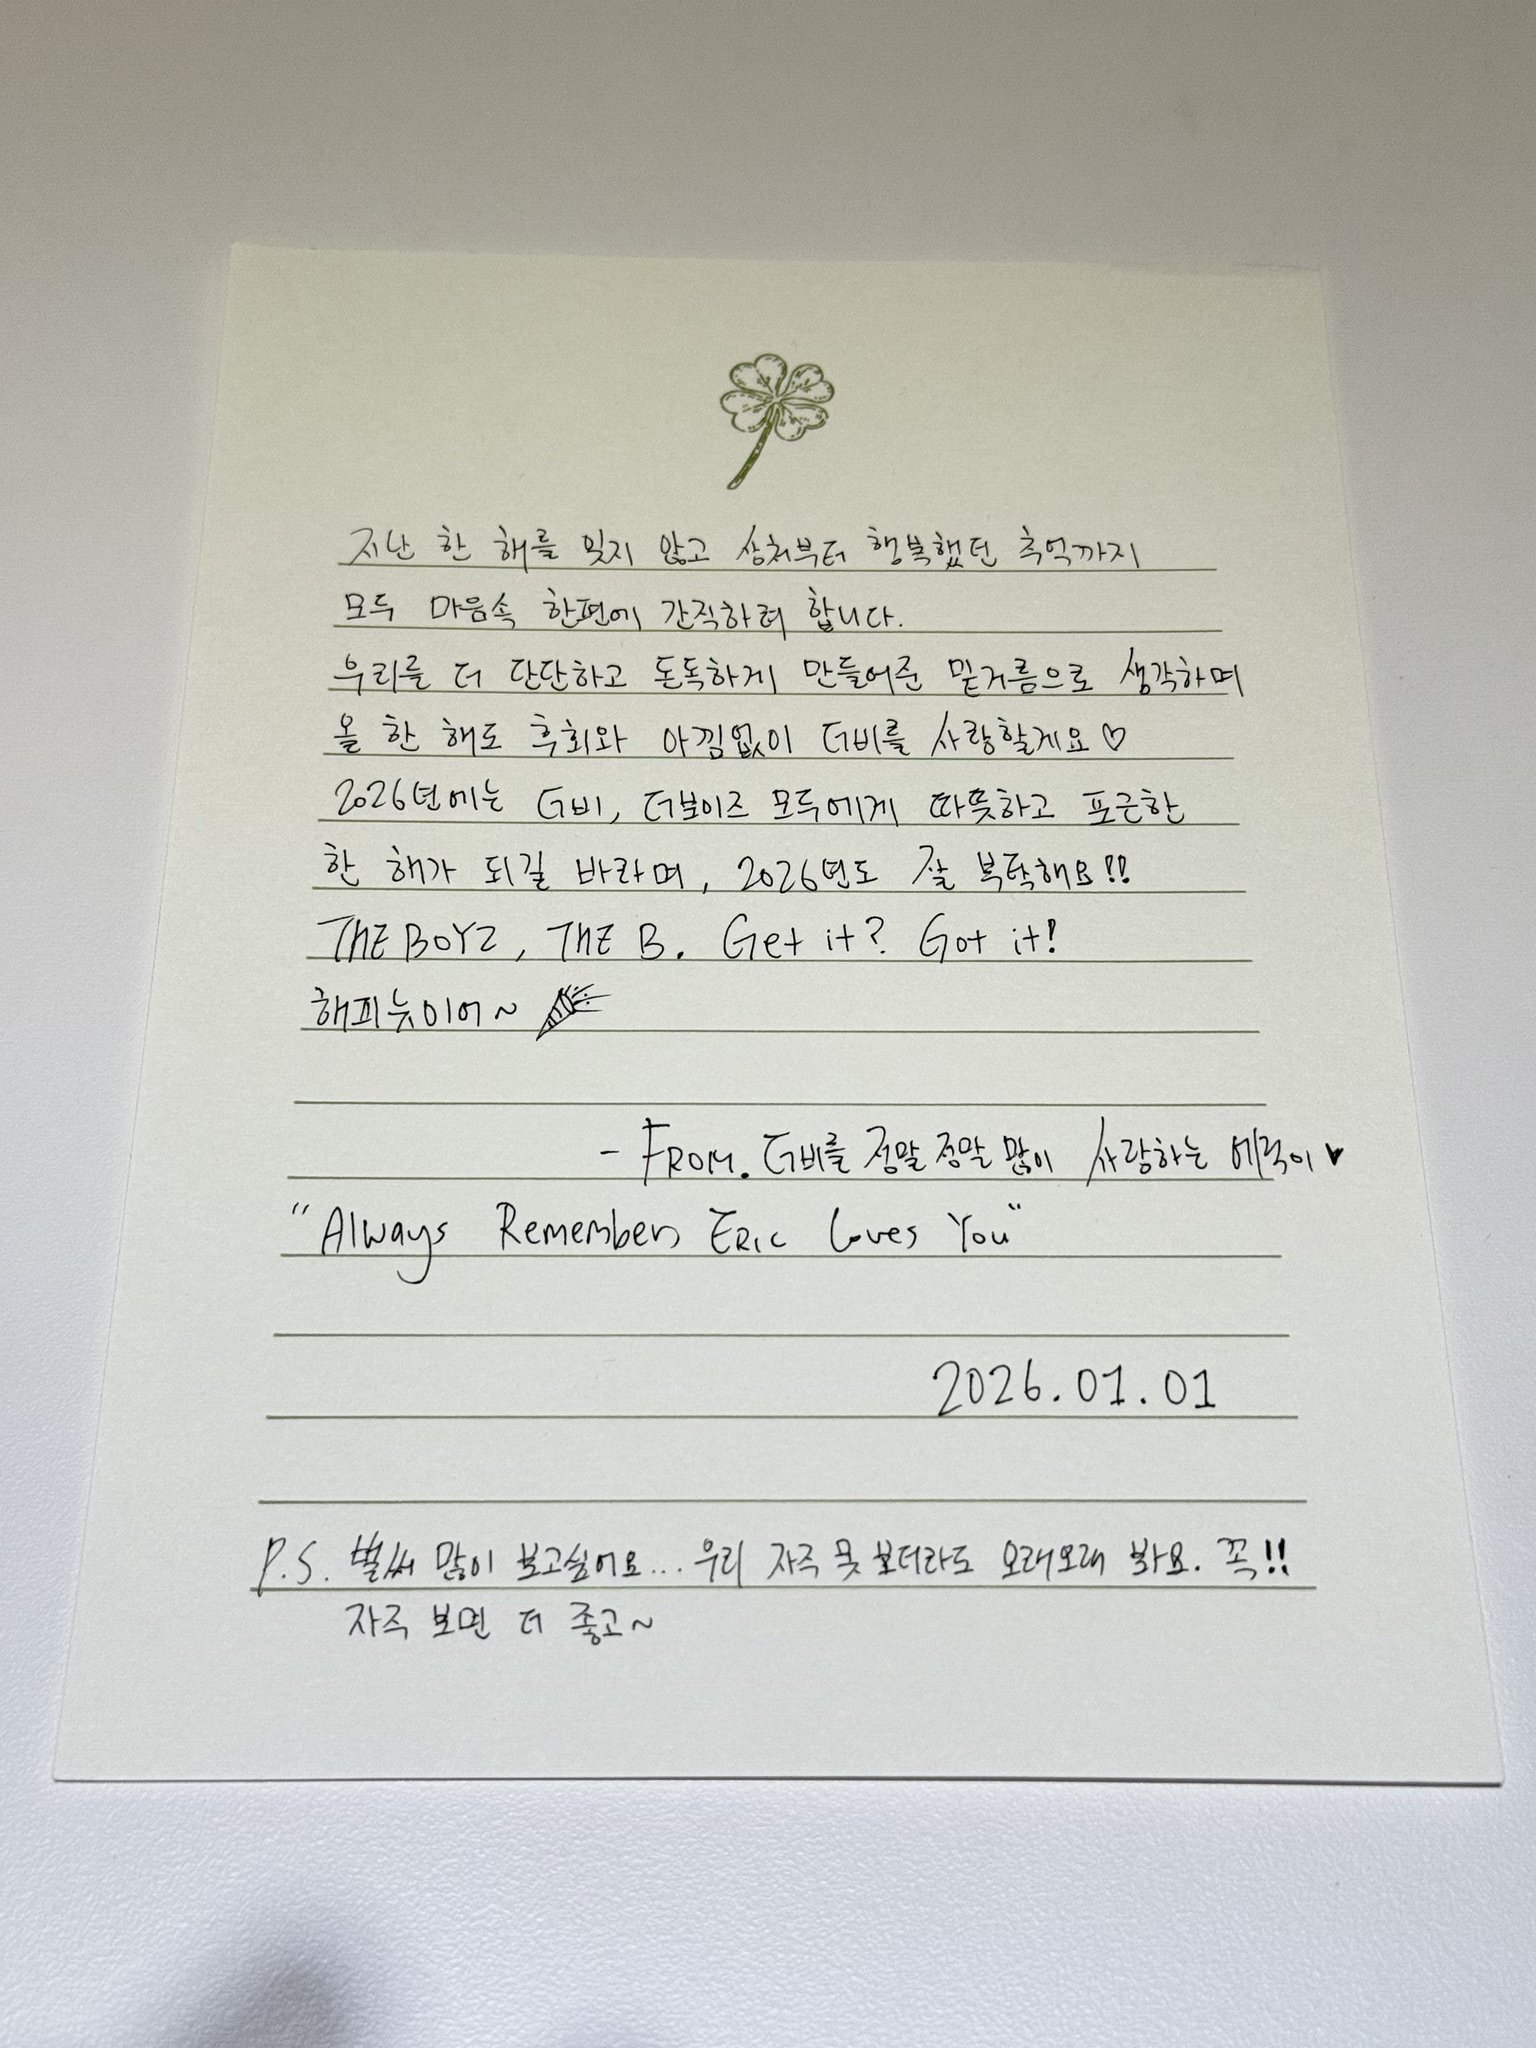 지난 한 해를 잊지 않고 상처부터 행복했던 추억까지
모두 마음속 한편에 간직하려 합니다.
우리를 더 단단하고 돈독하게 만들어준 밑거름으로 생각하며
올 한 해도 후회와 아낌없이 더비를 사랑할게요♡
2026년에는 더비, 더보이즈 모두에게 따뜻하고 포근한
한 해가 되길 바라며, 2026년도 잘 부탁해요!!
THE BOYZ, THE B. Get it? Got it!
해피뉴이어~
- FROM. 더비를 정말 정말 많이 사랑하는 에릭이♥
"Always Remember, ERIC Loves You"
2026.01.01
P.S. 벌써 많이 보고싶어요... 우리 자주 못 보더라도 오래오래 봐요. 꼭!!
자주 보면 더 좋고~